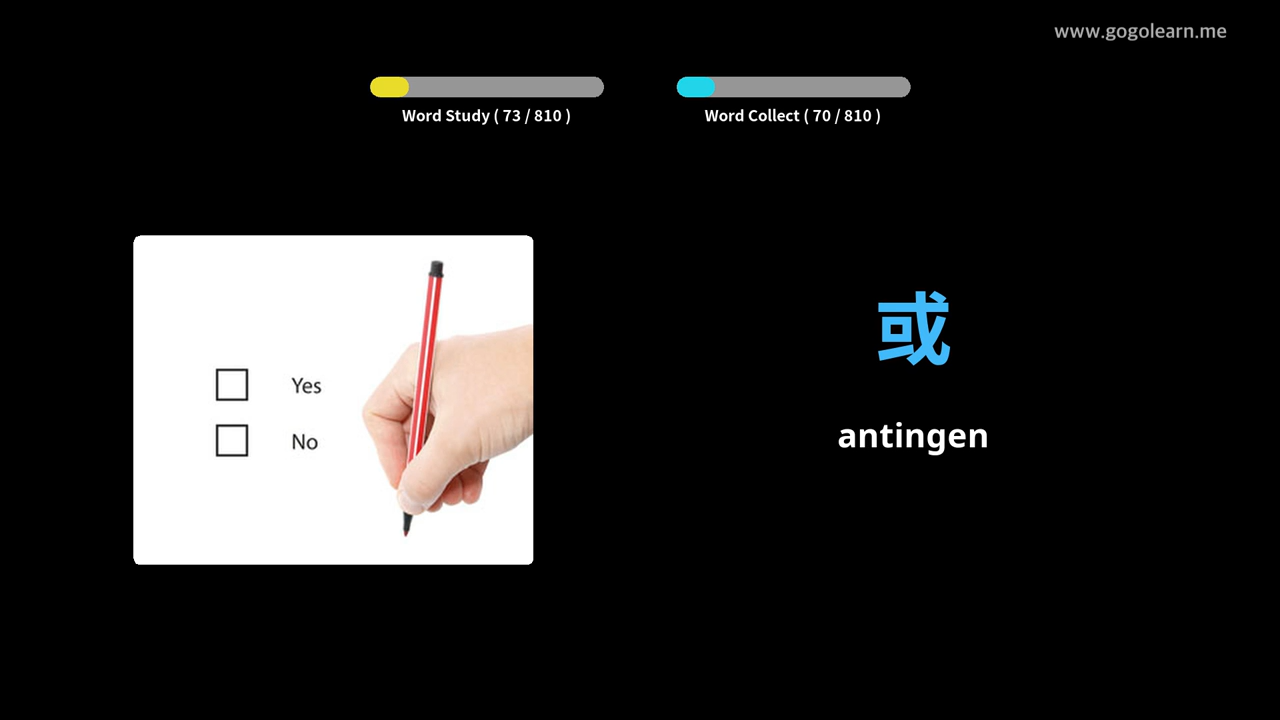 www.gogolearn.me
Word Study ( 73 / 810 )
Word Collect ( 70 / 810 )
Yes
No
或
antingen